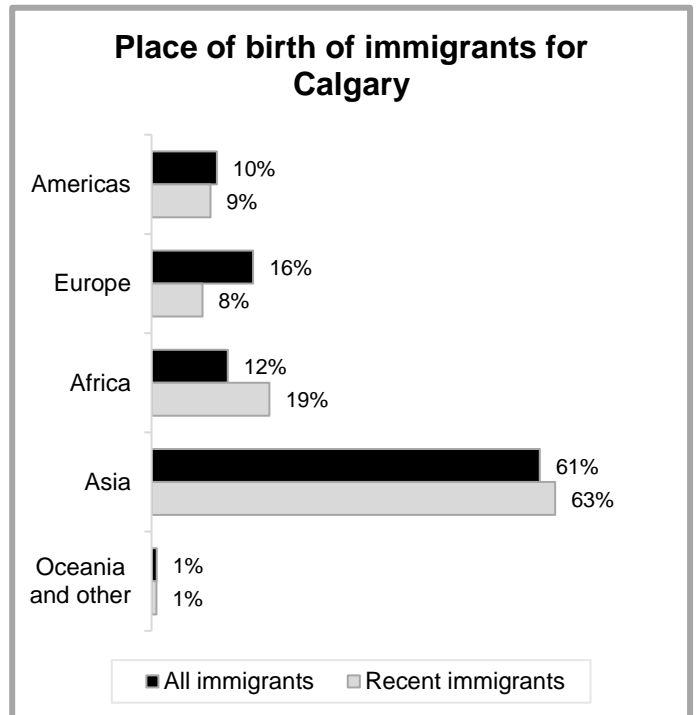 Place of birth of immigrants for
Calgary
Americas
10%
9%
Europe
16%
8%
Africa
12%
19%
Asia
61%
63%
Oceania
and other
1%
1%
All immigrants
Recent immigrants